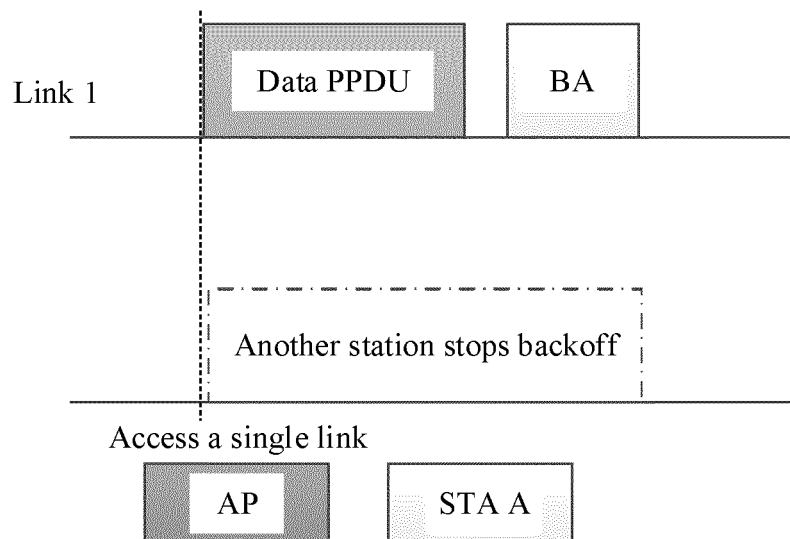 Data PPDU
BA
Link 1
Another station stops backoff
Access a single link
AP
STA A